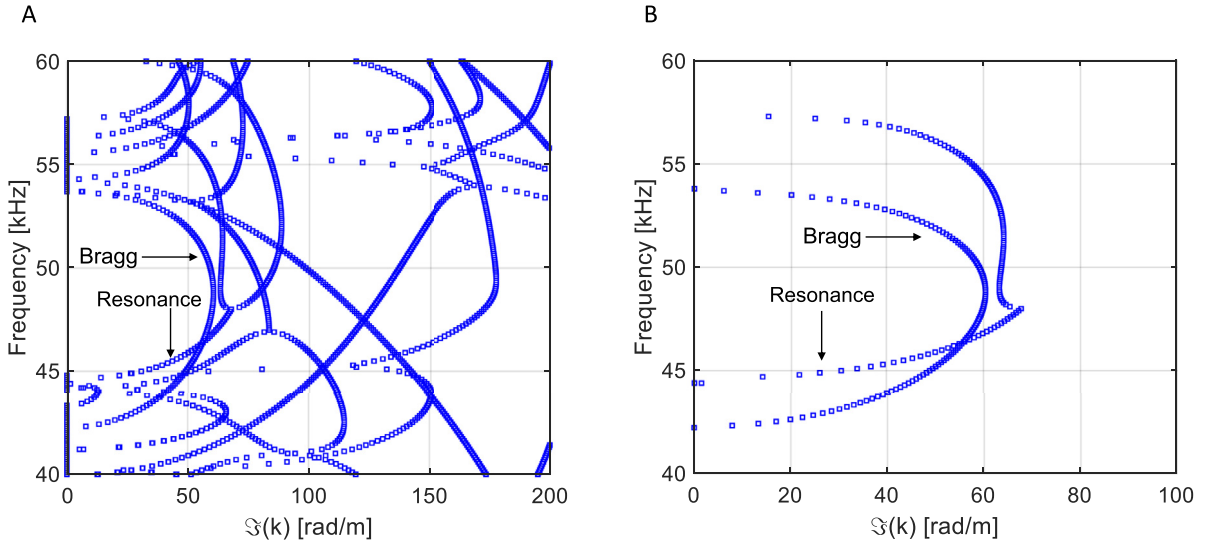 A
B
60
55
50
45
40
Frequency [kHz]
Bragg
Resonance
0
50
100
150
200
ℑ(k) [rad/m]
60
55
50
45
40
Frequency [kHz]
Bragg
Resonance
0
20
40
60
80
100
ℑ(k) [rad/m]